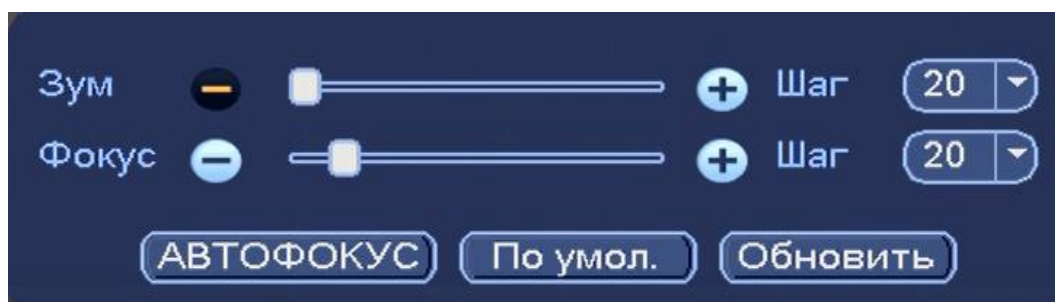 Зум Шаг 20
Фокус Шаг 20
АВТОФОКУС По умол. Обновить